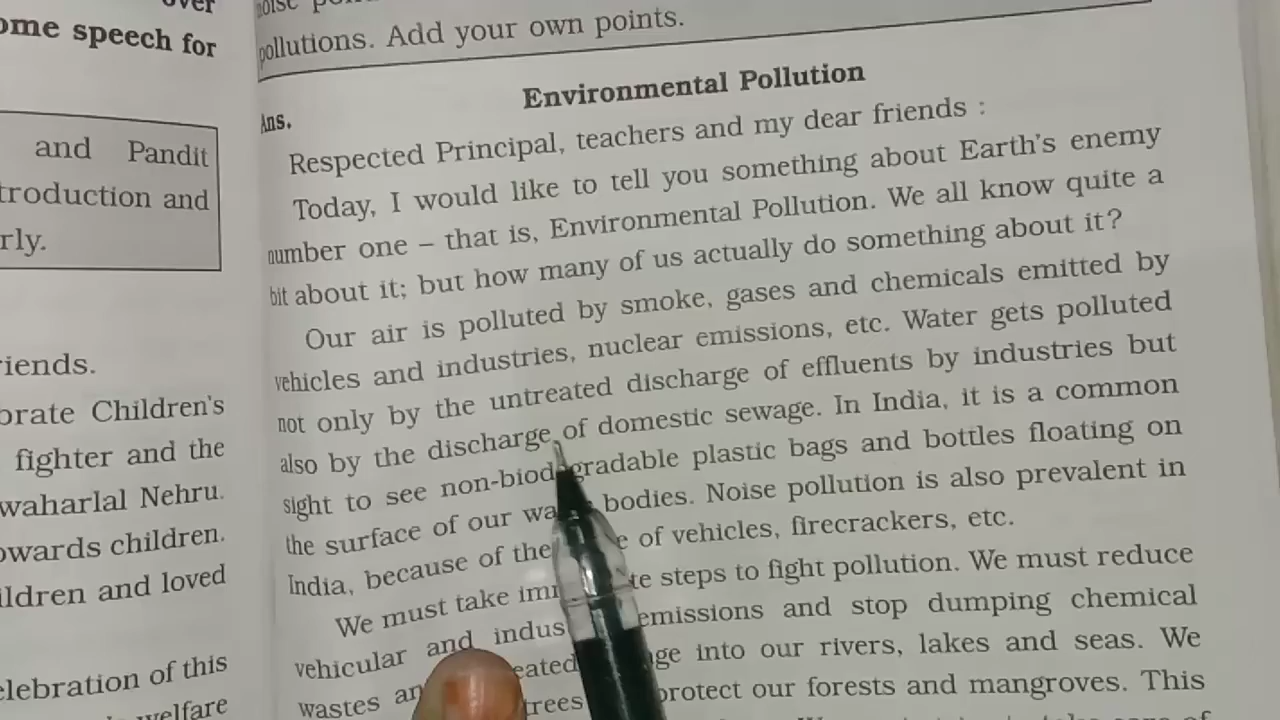 over
ome speech for
and Pandit
troduction and
rly.
riends.
brate Children's
fighter and the
waharlal Nehru.
owards children.
ildren and loved
elebration of this
welfare
noise
pollutions. Add your own points.
Environmental Pollution
Ans.
Respected Principal, teachers and my dear friends :
Today, I would like to tell you something about Earth's enemy
number one – that is, Environmental Pollution. We all know quite a
bit about it; but how many of us actually do something about it?
Our air is polluted by smoke, gases and chemicals emitted by
vehicles and industries, nuclear emissions, etc. Water gets polluted
not only by the untreated discharge of effluents by industries but
also by the discharge of domestic sewage. In India, it is a common
sight to see non-biodegradable plastic bags and bottles floating on
the surface of our wa bodies. Noise pollution is also prevalent in
India, because of the e of vehicles, firecrackers, etc.
We must take imm te steps to fight pollution. We must reduce
vehicular and indus emissions and stop dumping chemical
wastes an eated ge into our rivers, lakes and seas. We
trees protect our forests and mangroves. This